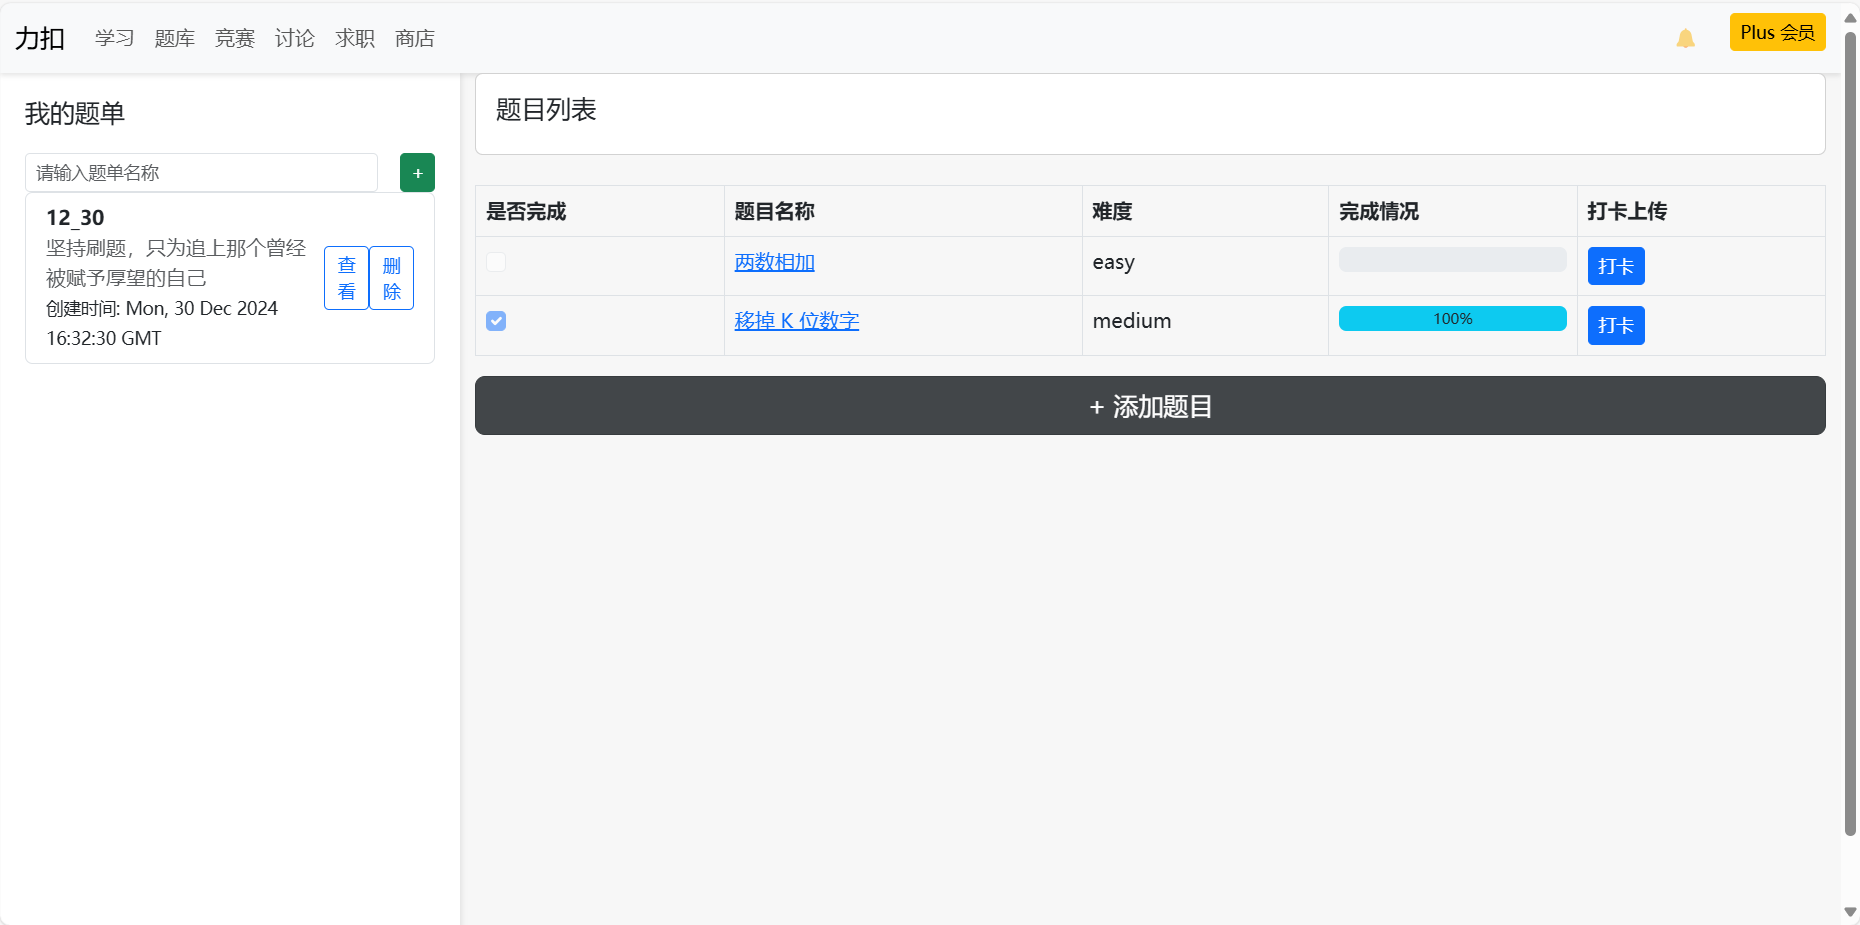 力扣 学习 题库 竞赛 讨论 求职 商店 Plus 会员
我的题单
请输入题单名称 +
12_30
坚持刷题，只为追上那个曾经
被赋予厚望的自己
创建时间: Mon, 30 Dec 2024
16:32:30 GMT
查看 删除
题目列表
是否完成 题目名称 难度 完成情况 打卡上传
两数相加 easy 打卡
移掉 K 位数字 medium 100% 打卡
+ 添加题目